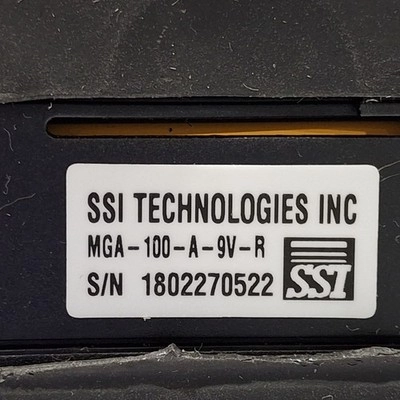 SSI TECHNOLOGIES INC
MGA-100-A-9V-R
S/N 1802270522
SSI